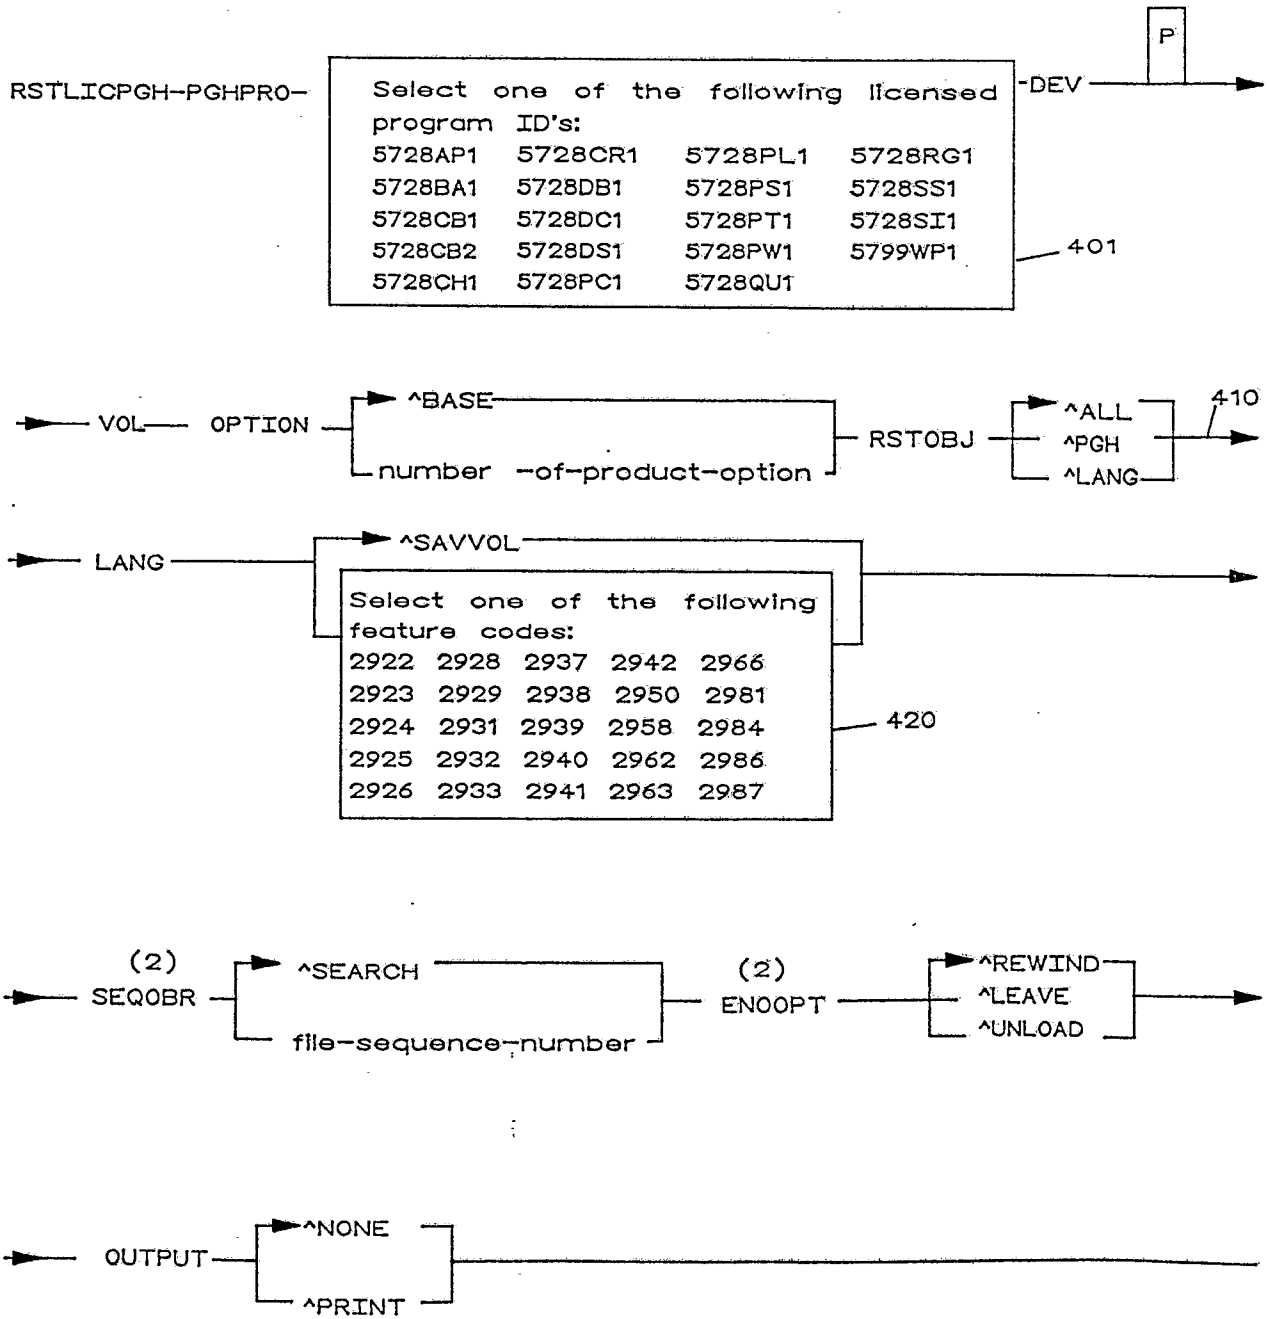 P
RSTLICPGH-PGHPRO-
Select one of the following licensed
program ID's:
5728AP1 5728CR1 5728PL1 5728RG1
5728BA1 5728DB1 5728PS1 5728SS1
5728CB1 5728DC1 5728PT1 5728SI1
5728CB2 5728DS1 5728PW1 5799WP1
5728CH1 5728PC1 5728QU1
-DEV
401
VOL OPTION
^BASE
number -of-product-option
RSTOBJ
^ALL
^PGH
^LANG
410
LANG
^SAVVOL
Select one of the following
feature codes:
2922 2928 2937 2942 2966
2923 2929 2938 2950 2981
2924 2931 2939 2958 2984
2925 2932 2940 2962 2986
2926 2933 2941 2963 2987
420
(2)
SEQOBR
^SEARCH
file-sequence-number
(2)
ENOOPT
^REWIND
^LEAVE
^UNLOAD
OUTPUT
^NONE
^PRINT